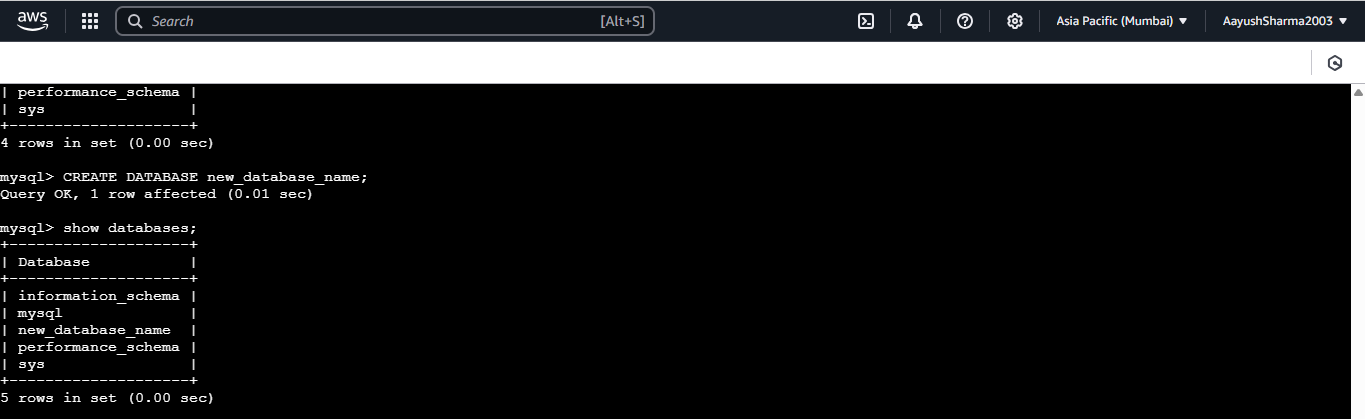 aws
Search [Alt+S] Asia Pacific (Mumbai) AayushSharma2003
| performance_schema |
| sys                |
+--------------------+
4 rows in set (0.00 sec)
mysql> CREATE DATABASE new_database_name;
Query OK, 1 row affected (0.01 sec)
mysql> show databases;
+--------------------+
| Database           |
+--------------------+
| information_schema |
| mysql              |
| new_database_name  |
| performance_schema |
| sys                |
+--------------------+
5 rows in set (0.00 sec)